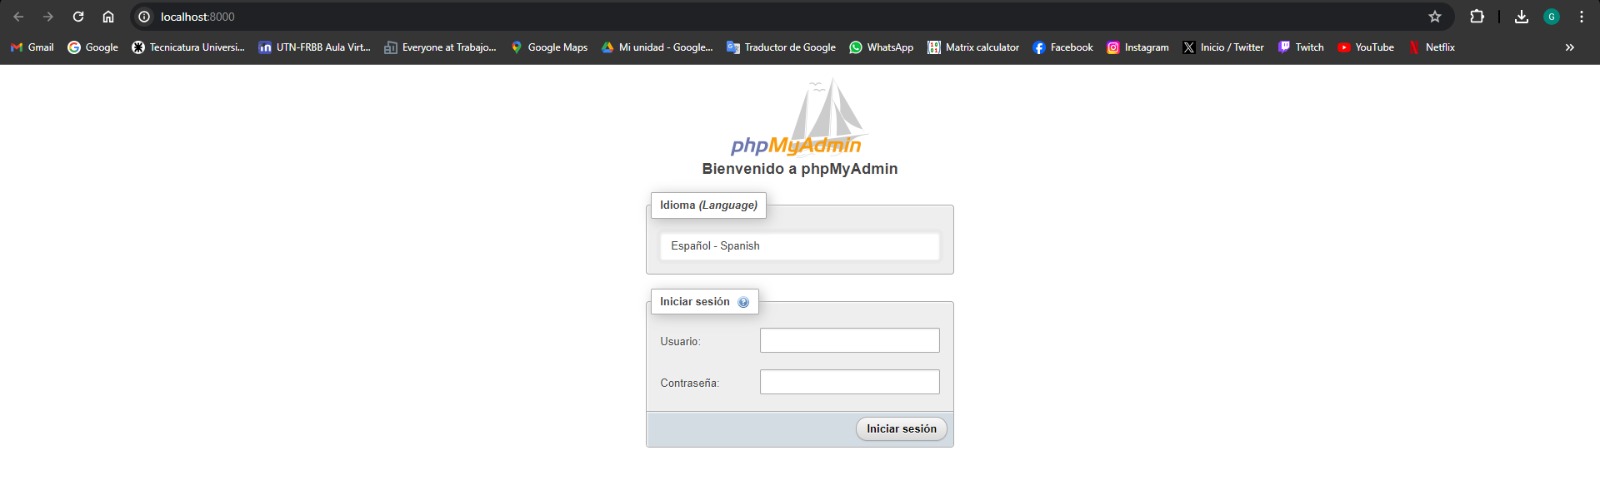 localhost:8000
Gmail Google Tecnicatura Universi... UTN-FRBB Aula Virt... Everyone at Trabajo... Google Maps Mi unidad - Google... Traductor de Google WhatsApp Matrix calculator Facebook Instagram Inicio / Twitter Twitch YouTube Netflix »
G
phpMyAdmin
Bienvenido a phpMyAdmin
Idioma (Language)
Español - Spanish
Iniciar sesión
Usuario:
Contraseña:
Iniciar sesión